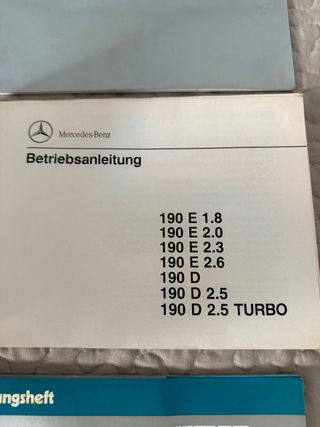 Mercedes-Benz
Betriebsanleitung
190 E 1.8
190 E 2.0
190 E 2.3
190 E 2.6
190 D
190 D 2.5
190 D 2.5 TURBO
ngsheft